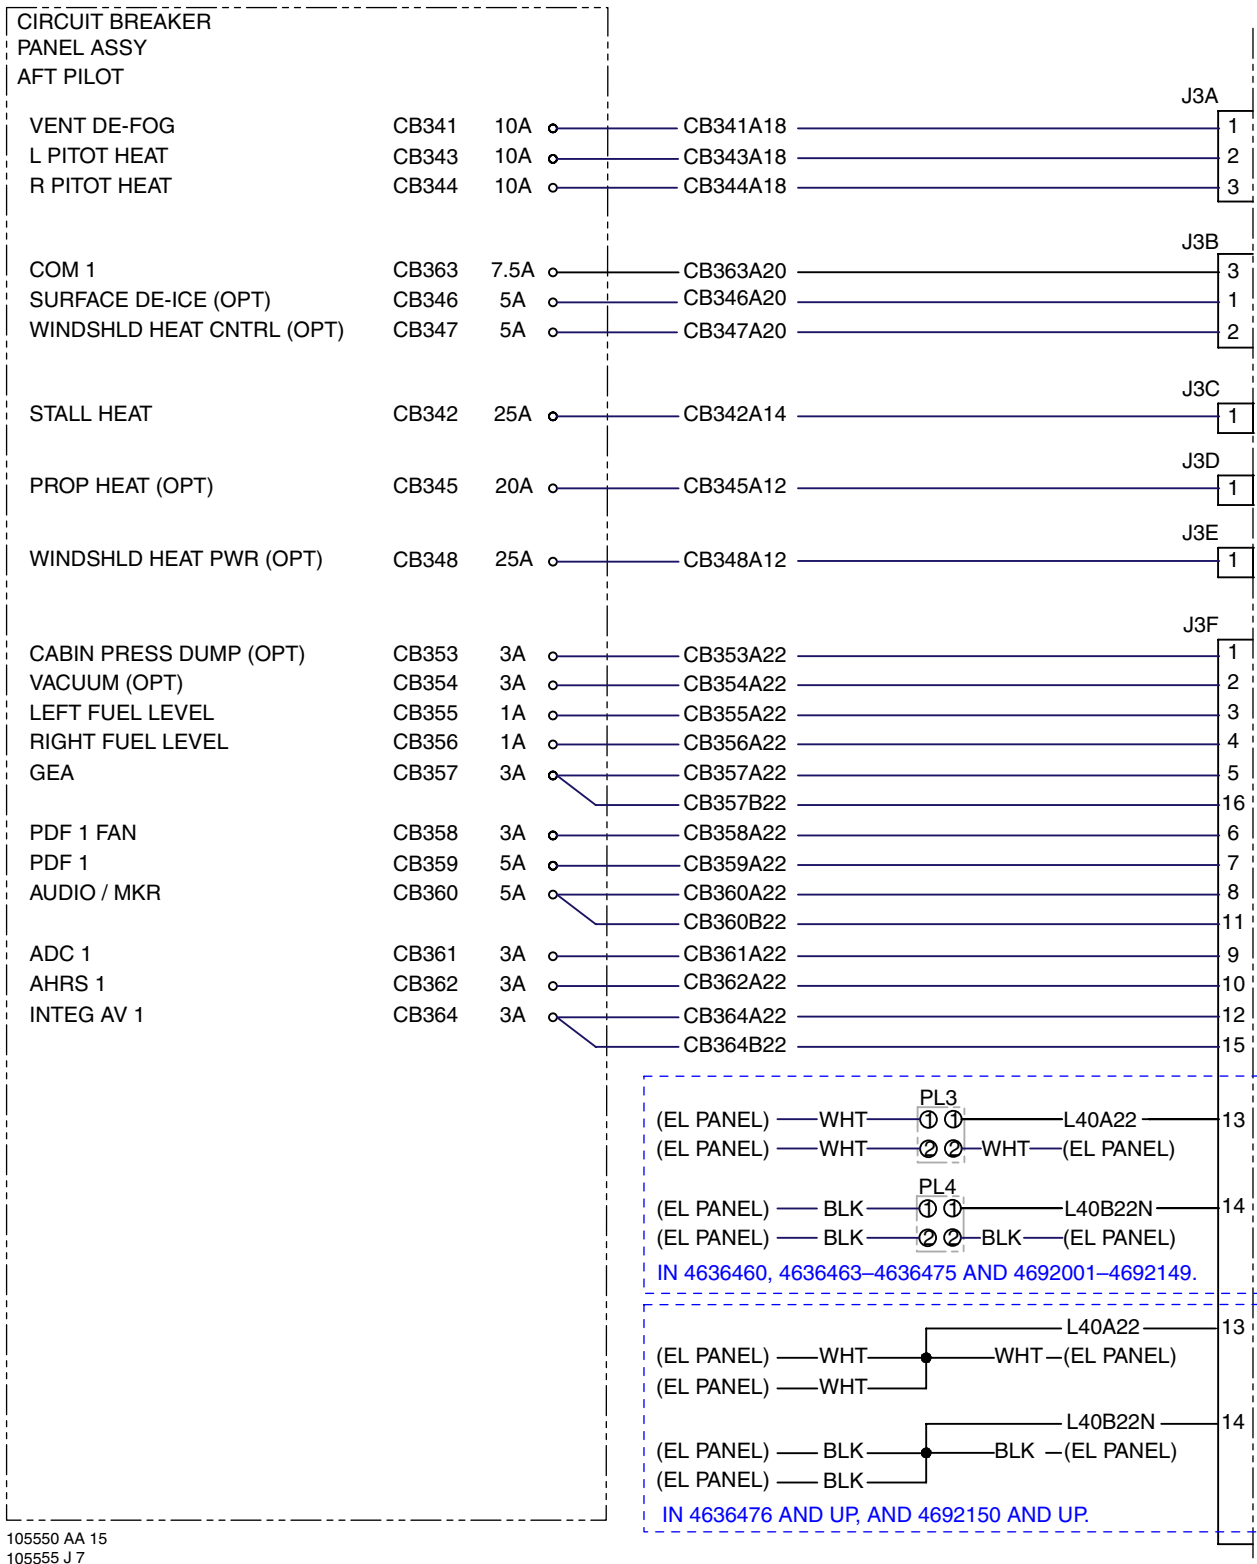 CIRCUIT BREAKER
PANEL ASSY
AFT PILOT
J3A
VENT DE-FOG CB341 10A CB341A18 1
L PITOT HEAT CB343 10A CB343A18 2
R PITOT HEAT CB344 10A CB344A18 3
J3B
COM 1 CB363 7.5A CB363A20 3
SURFACE DE-ICE (OPT) CB346 5A CB346A20 1
WINDSHLD HEAT CNTRL (OPT) CB347 5A CB347A20 2
J3C
STALL HEAT CB342 25A CB342A14 1
J3D
PROP HEAT (OPT) CB345 20A CB345A12 1
J3E
WINDSHLD HEAT PWR (OPT) CB348 25A CB348A12 1
J3F
CABIN PRESS DUMP (OPT) CB353 3A CB353A22 1
VACUUM (OPT) CB354 3A CB354A22 2
LEFT FUEL LEVEL CB355 1A CB355A22 3
RIGHT FUEL LEVEL CB356 1A CB356A22 4
GEA CB357 3A CB357A22 5
CB357B22 16
PDF 1 FAN CB358 3A CB358A22 6
PDF 1 CB359 5A CB359A22 7
AUDIO / MKR CB360 5A CB360A22 8
CB360B22 11
ADC 1 CB361 3A CB361A22 9
AHRS 1 CB362 3A CB362A22 10
INTEG AV 1 CB364 3A CB364A22 12
CB364B22 15
PL3
(EL PANEL) WHT 1 1 L40A22 13
(EL PANEL) WHT 2 2 WHT (EL PANEL)
PL4
(EL PANEL) BLK 1 1 L40B22N 14
(EL PANEL) BLK 2 2 BLK (EL PANEL)
IN 4636460, 4636463–4636475 AND 4692001–4692149.
L40A22 13
(EL PANEL) WHT WHT (EL PANEL)
(EL PANEL) WHT
L40B22N 14
(EL PANEL) BLK BLK (EL PANEL)
(EL PANEL) BLK
IN 4636476 AND UP, AND 4692150 AND UP.
105550 AA 15
105555 J 7